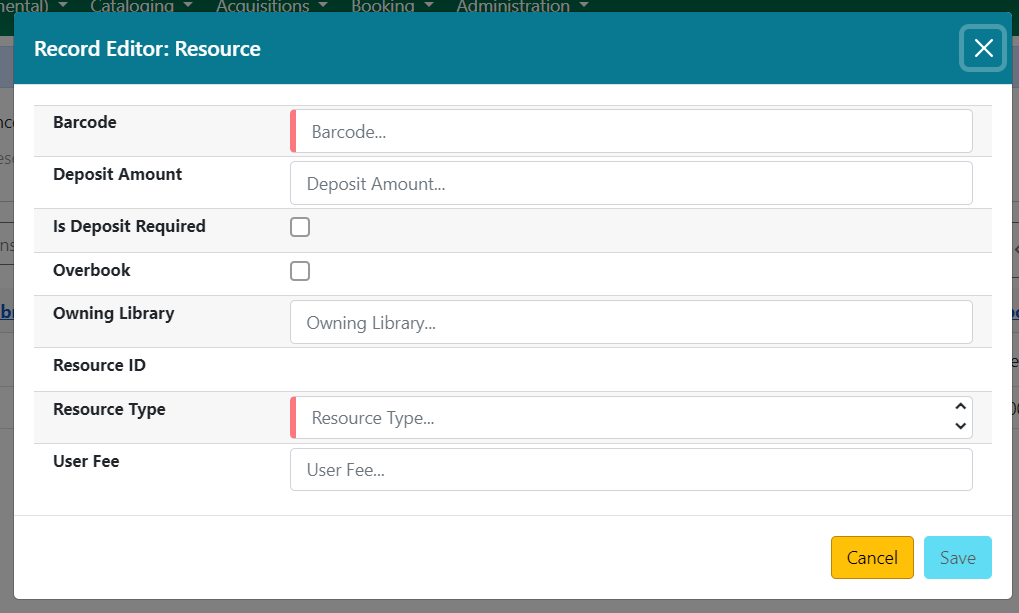 Cataloging Acquisitions Booking Administration
Record Editor: Resource
Barcode
Barcode...
Deposit Amount
Deposit Amount...
Is Deposit Required
Overbook
Owning Library
Owning Library...
Resource ID
Resource Type
Resource Type...
User Fee
User Fee...
Cancel
Save